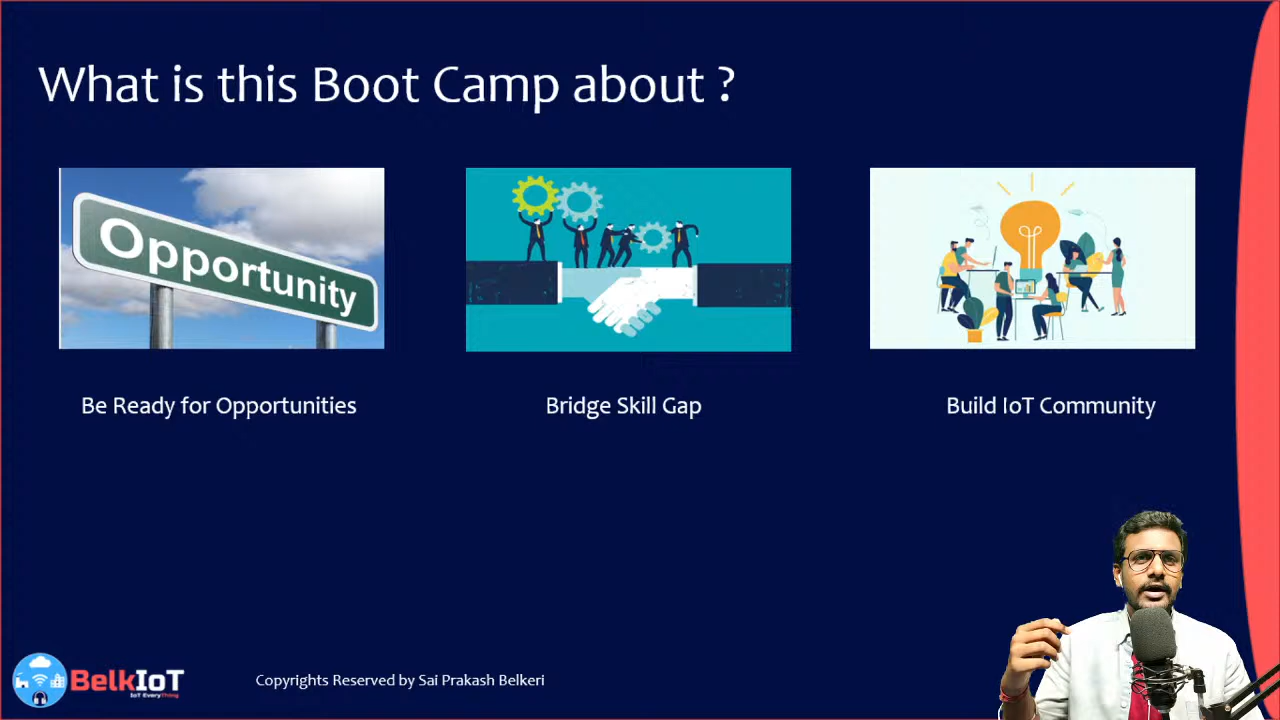 What is this Boot Camp about ?
Opportunity
Be Ready for Opportunities
Bridge Skill Gap
Build IoT Community
BelkIoT
IoT EveryThing
Copyrights Reserved by Sai Prakash Belkeri